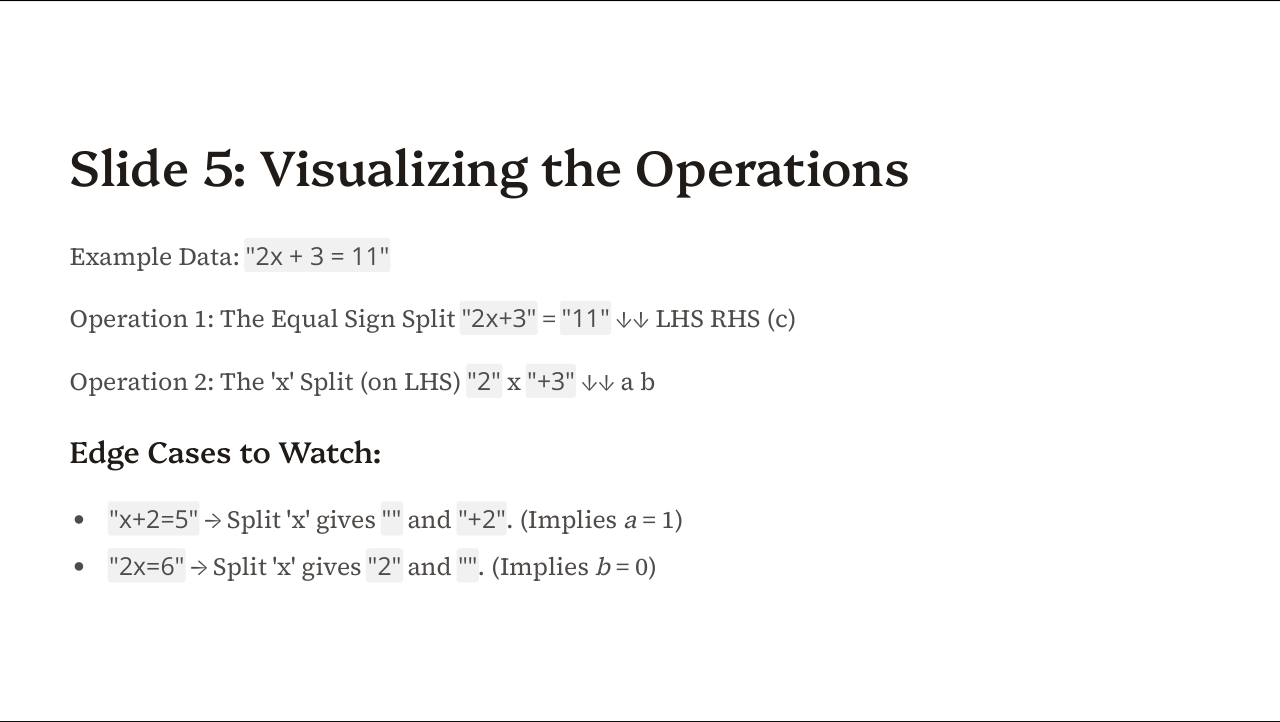 Slide 5: Visualizing the Operations
Example Data: "2x + 3 = 11"
Operation 1: The Equal Sign Split "2x+3" = "11" ↓↓ LHS RHS (c)
Operation 2: The 'x' Split (on LHS) "2" x "+3" ↓↓ a b
Edge Cases to Watch:
• "x+2=5" → Split 'x' gives "" and "+2". (Implies a = 1)
• "2x=6" → Split 'x' gives "2" and "". (Implies b = 0)